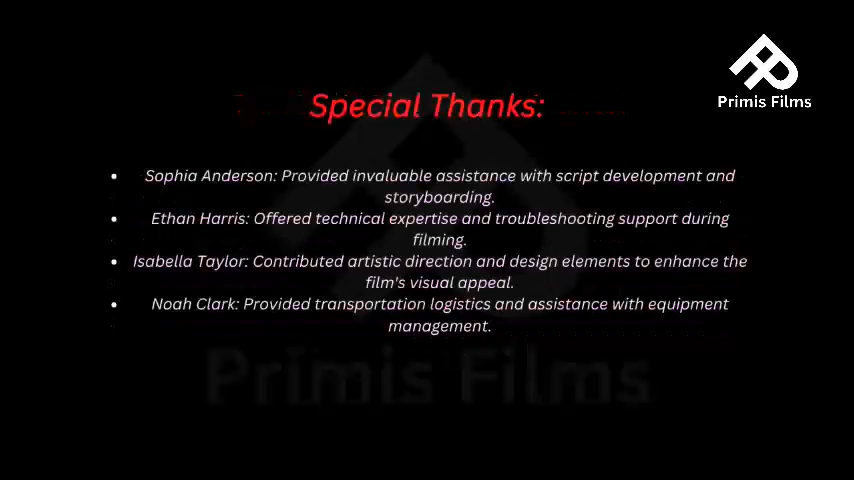 Primis Films
Special Thanks:
• Sophia Anderson: Provided invaluable assistance with script development and
storyboarding.
• Ethan Harris: Offered technical expertise and troubleshooting support during
filming.
• Isabella Taylor: Contributed artistic direction and design elements to enhance the
film's visual appeal.
• Noah Clark: Provided transportation logistics and assistance with equipment
management.
Primis Films